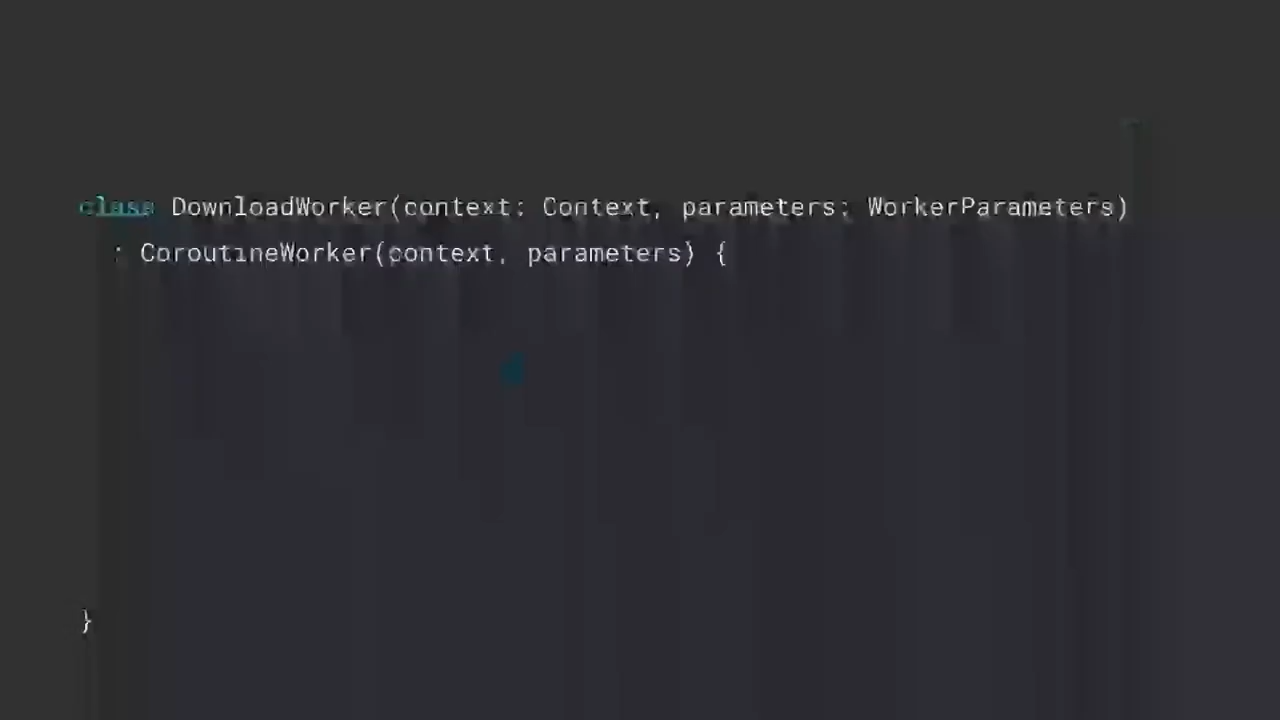 class DownloadWorker(context: Context, parameters: WorkerParameters)
: CoroutineWorker(context, parameters) {
}